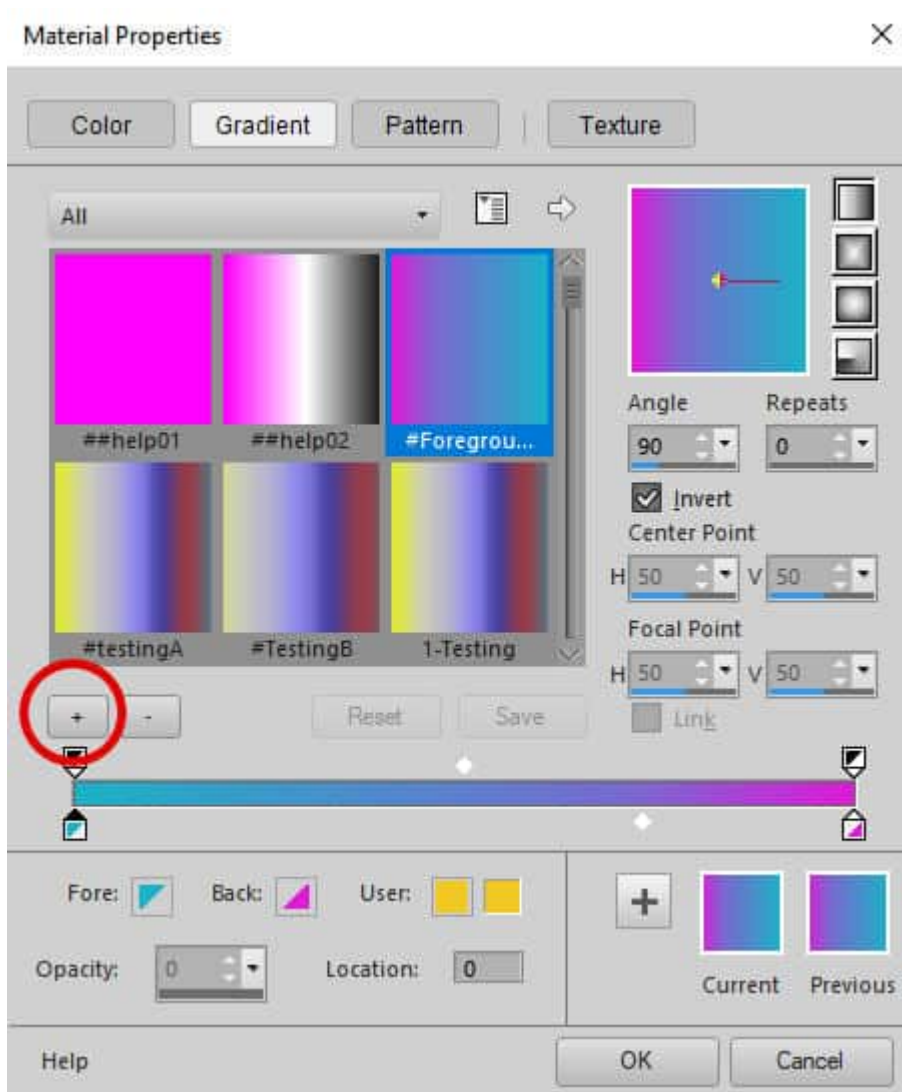 Material Properties
Color Gradient Pattern Texture
All
##help01 ##help02 #Foregrou...
#testingA #TestingB 1-Testing
Angle Repeats
90 0
Invert
Center Point
H 50 V 50
Focal Point
H 50 V 50
Link
+ - Reset Save
Fore: Back: User:
Opacity: 0 Location: 0
+
Current Previous
Help OK Cancel